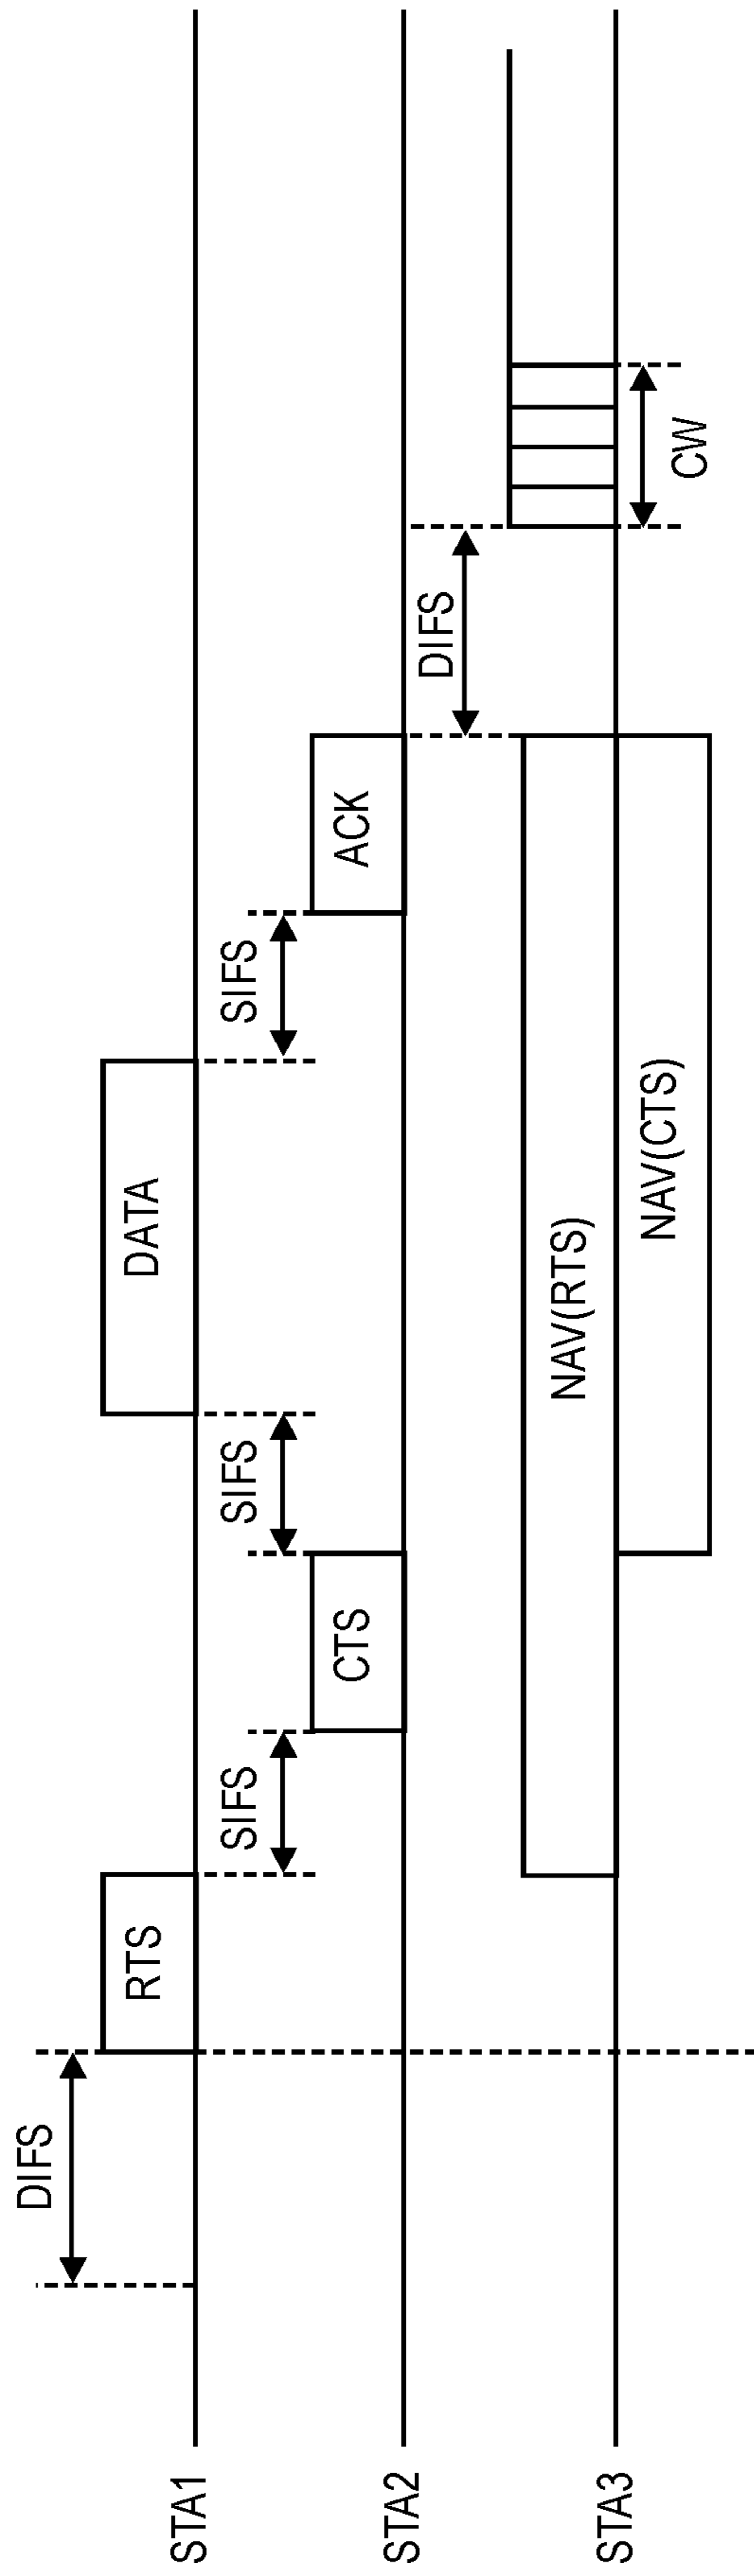 DIFS
RTS
DATA
SIFS
SIFS
SIFS
CTS
ACK
DIFS
NAV(RTS)
NAV(CTS)
CW
STA1
STA2
STA3